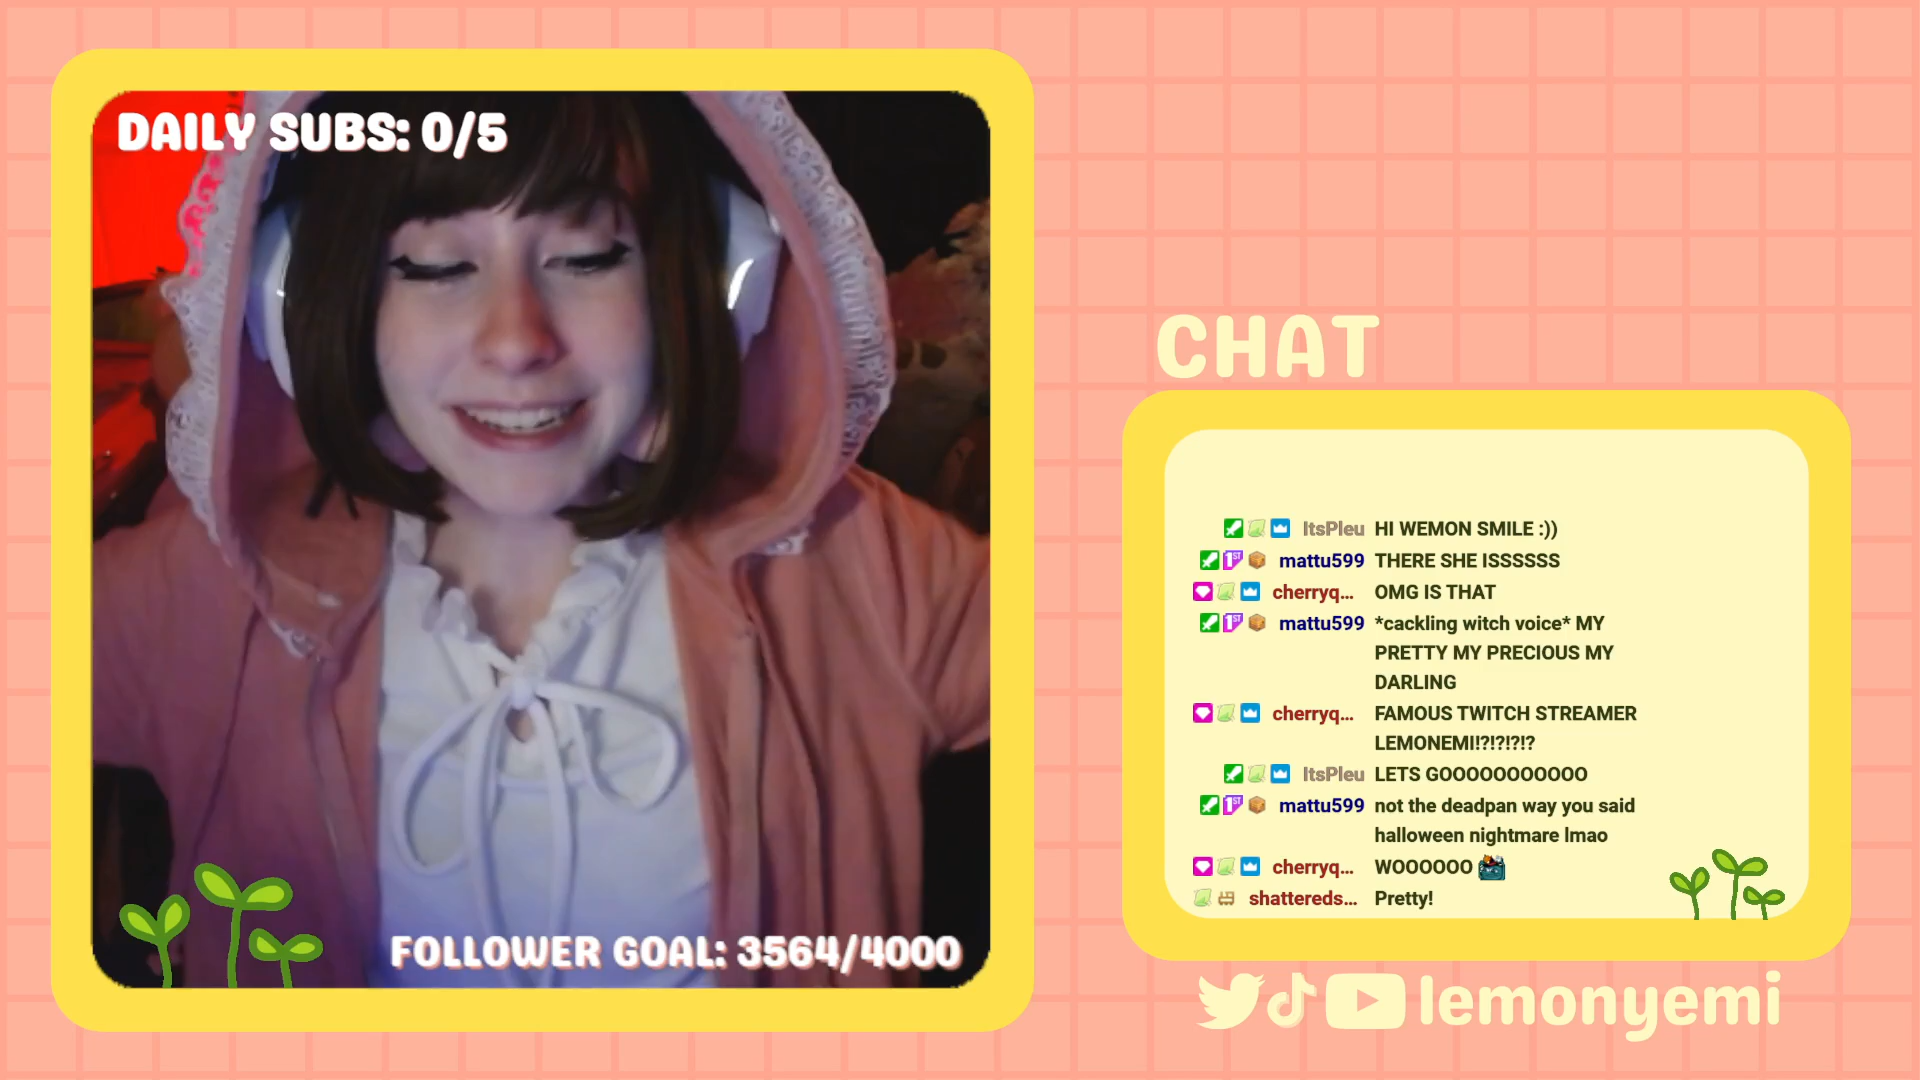 DAILY SUBS: 0/5
FOLLOWER GOAL: 3564/4000
CHAT
ItsPleu HI WEMON SMILE :))
mattu599 THERE SHE ISSSSSS
cherryq... OMG IS THAT
mattu599 *cackling witch voice* MY
PRETTY MY PRECIOUS MY
DARLING
cherryq... FAMOUS TWITCH STREAMER
LEMONEMI!?!?!?!?
ItsPleu LETS GOOOOOOOOOOO
mattu599 not the deadpan way you said
halloween nightmare lmao
cherryq... WOOOOOO
shattereds... Pretty!
lemonyemi